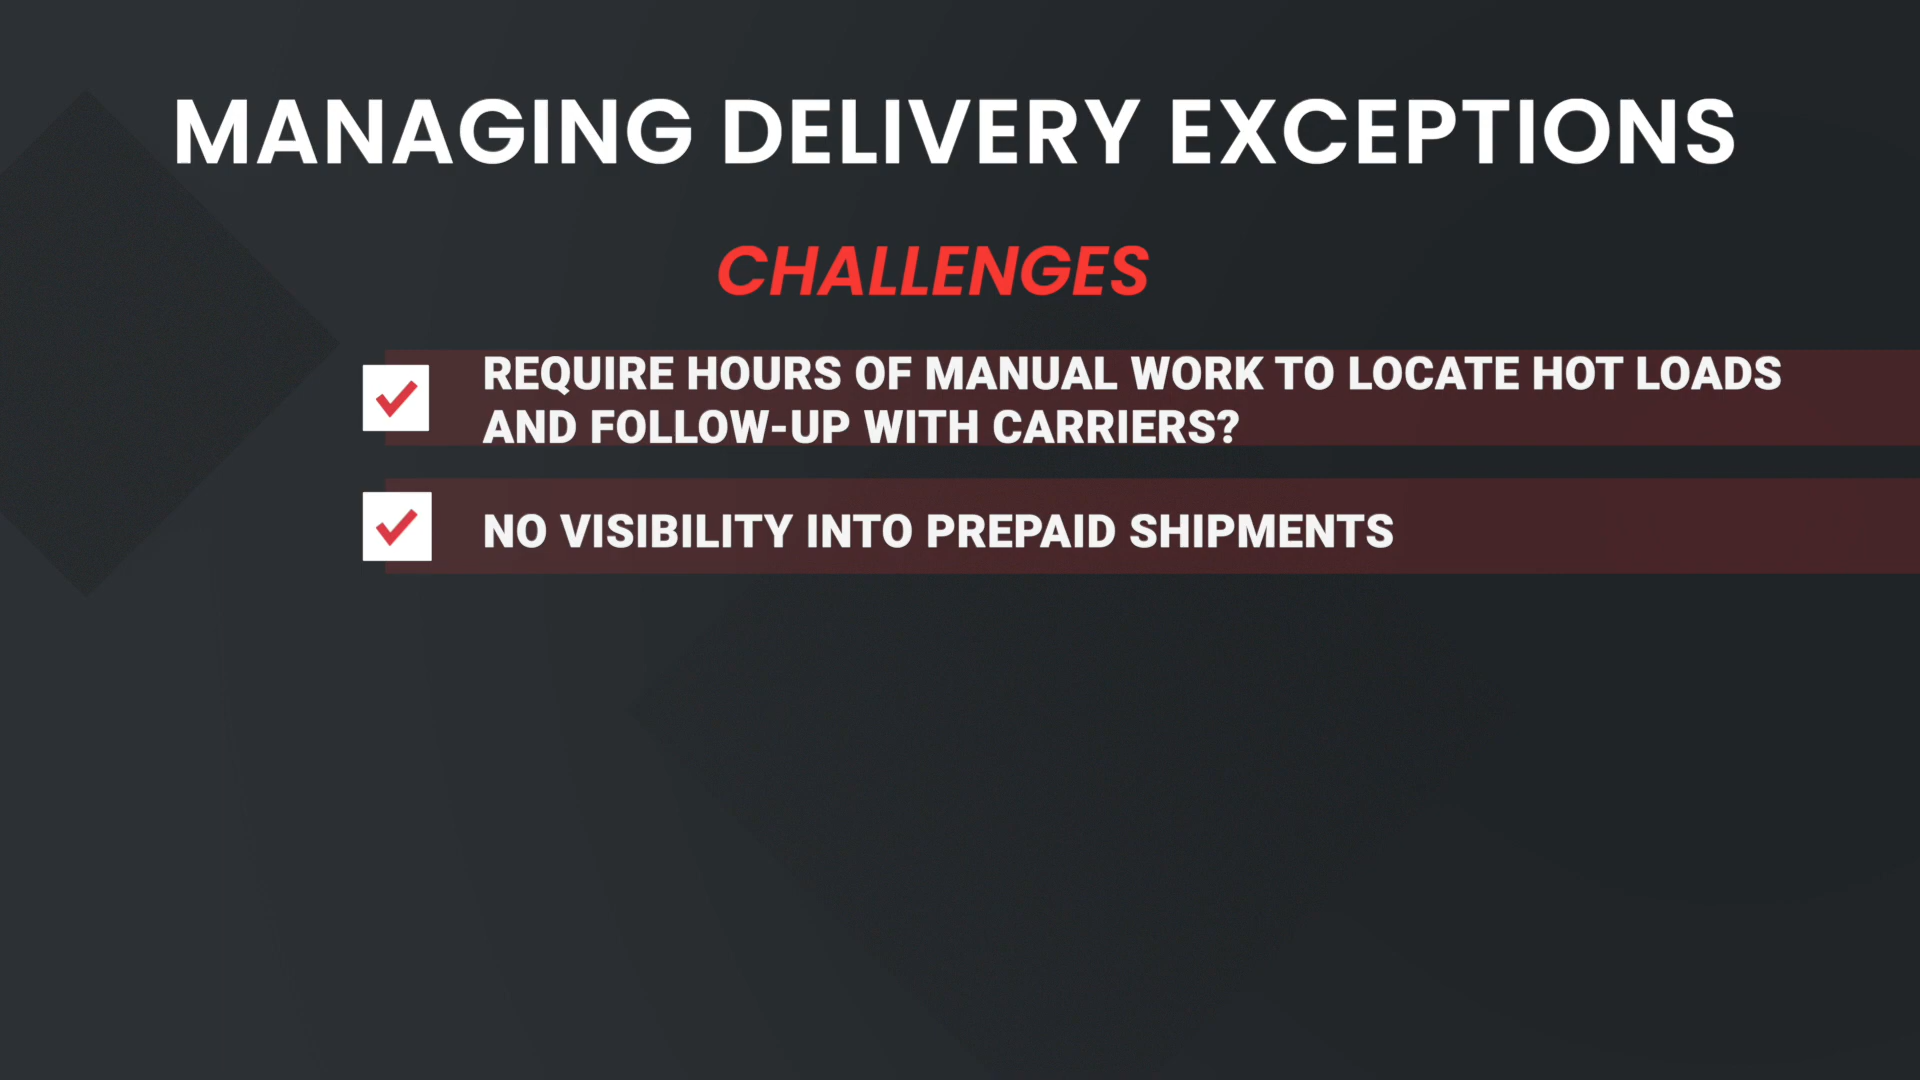 MANAGING DELIVERY EXCEPTIONS
CHALLENGES
REQUIRE HOURS OF MANUAL WORK TO LOCATE HOT LOADS
AND FOLLOW-UP WITH CARRIERS?
NO VISIBILITY INTO PREPAID SHIPMENTS